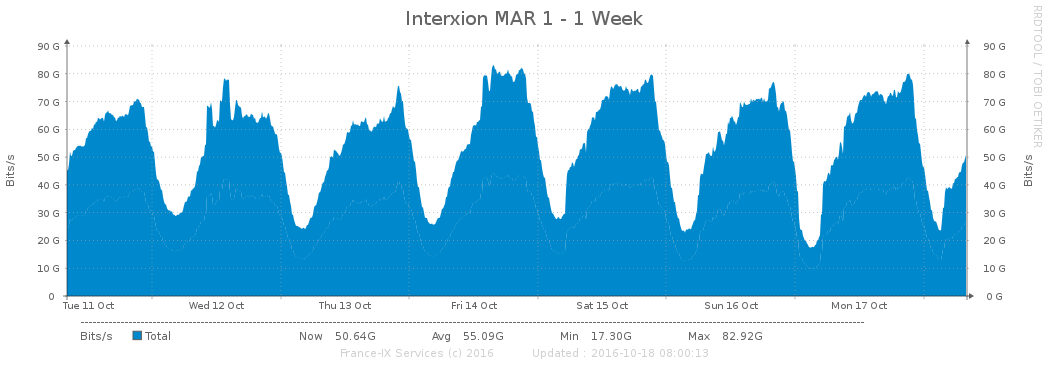 Interxion MAR 1 - 1 Week
RRDTOOL / TOBI OETIKER
90 G 90 G
80 G 80 G
70 G 70 G
60 G 60 G
50 G 50 G
40 G 40 G
30 G 30 G
20 G 20 G
10 G 10 G
0 0 G
Bits/s
Bits/s
Tue 11 Oct Wed 12 Oct Thu 13 Oct Fri 14 Oct Sat 15 Oct Sun 16 Oct Mon 17 Oct
Bits/s Total Now 50.64G Avg 55.09G Min 17.30G Max 82.92G
France-IX Services (c) 2016 Updated : 2016-10-18 08:00:13